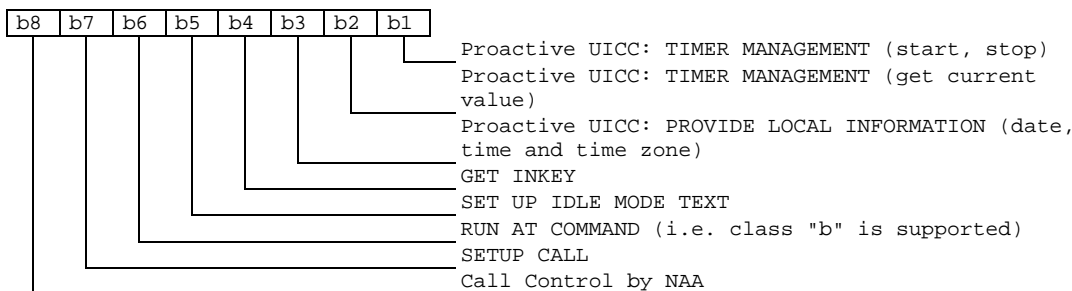 b8 b7 b6 b5 b4 b3 b2 b1
Proactive UICC: TIMER MANAGEMENT (start, stop)
Proactive UICC: TIMER MANAGEMENT (get current
value)
Proactive UICC: PROVIDE LOCAL INFORMATION (date,
time and time zone)
GET INKEY
SET UP IDLE MODE TEXT
RUN AT COMMAND (i.e. class "b" is supported)
SETUP CALL
Call Control by NAA